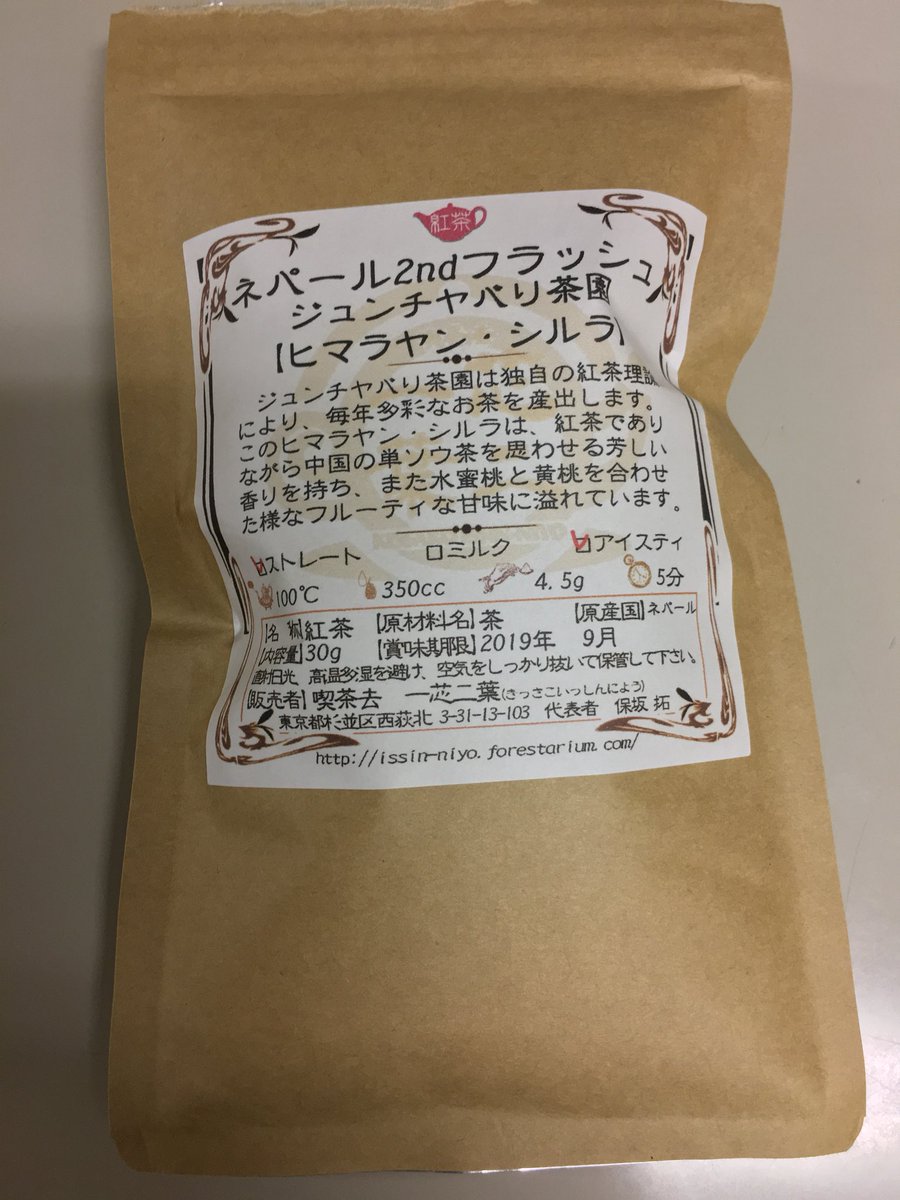 紅茶
ネパール2ndフラッシュ
ジュンチヤバリ茶園
【ヒマラヤン・シルラ】
ジュンチヤバリ茶園は独自の紅茶理論
により、毎年多彩なお茶を産出します。
このヒマラヤン・シルラは、紅茶であり
ながら中国の単ソウ茶を思わせる芳しい
香りを持ち、また水蜜桃と黄桃を合わせ
た様なフルーティな甘味に溢れています。
☑ストレート ロミルク ☑アイスティ
100℃ 350cc 4.5g 5分
【名称】紅茶 【原材料名】茶 【原産国】ネパール
【内容量】30g 【賞味期限】2019年 9月
直射日光、高温多湿を避け、空気をしっかり抜いて保管して下さい。
【販売者】喫茶去 一芯二葉(きっさこいっしんによう)
東京都杉並区西荻北 3-31-13-103 代表者 保坂 拓
http://issin-niyo.forestarium.com/